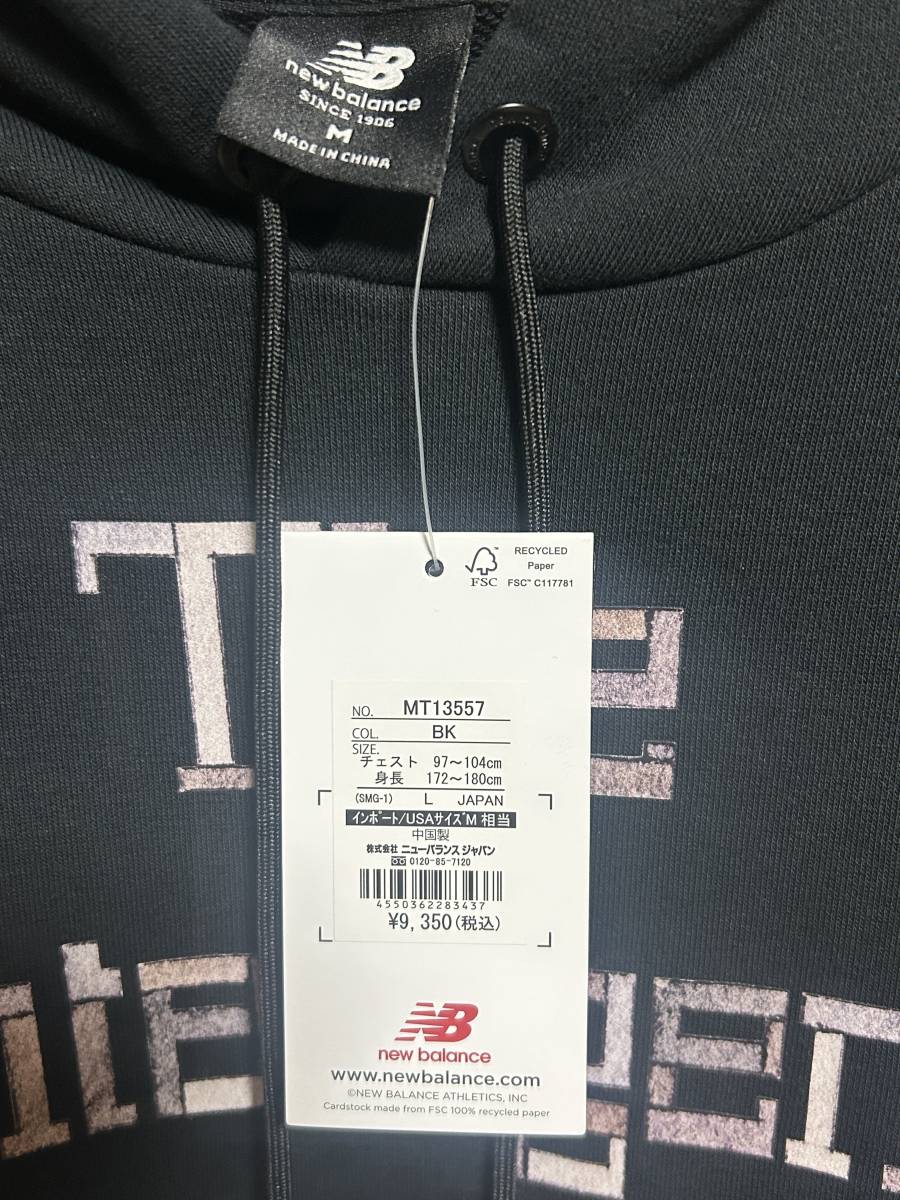 NB
new balance
SINCE 1906
M
MADE IN CHINA
FSC
RECYCLED
Paper
FSC™ C117781
NO. MT13557
COL. BK
SIZE.
チェスト 97～104cm
身長 172～180cm
(SMG-1) L JAPAN
インポート/USAサイズM 相当
中国製
株式会社 ニューバランス ジャパン
0120-85-7120
4550362283437
¥9,350(税込)
NB
new balance
www.newbalance.com
©NEW BALANCE ATHLETICS, INC
Cardstock made from FSC 100% recycled paper